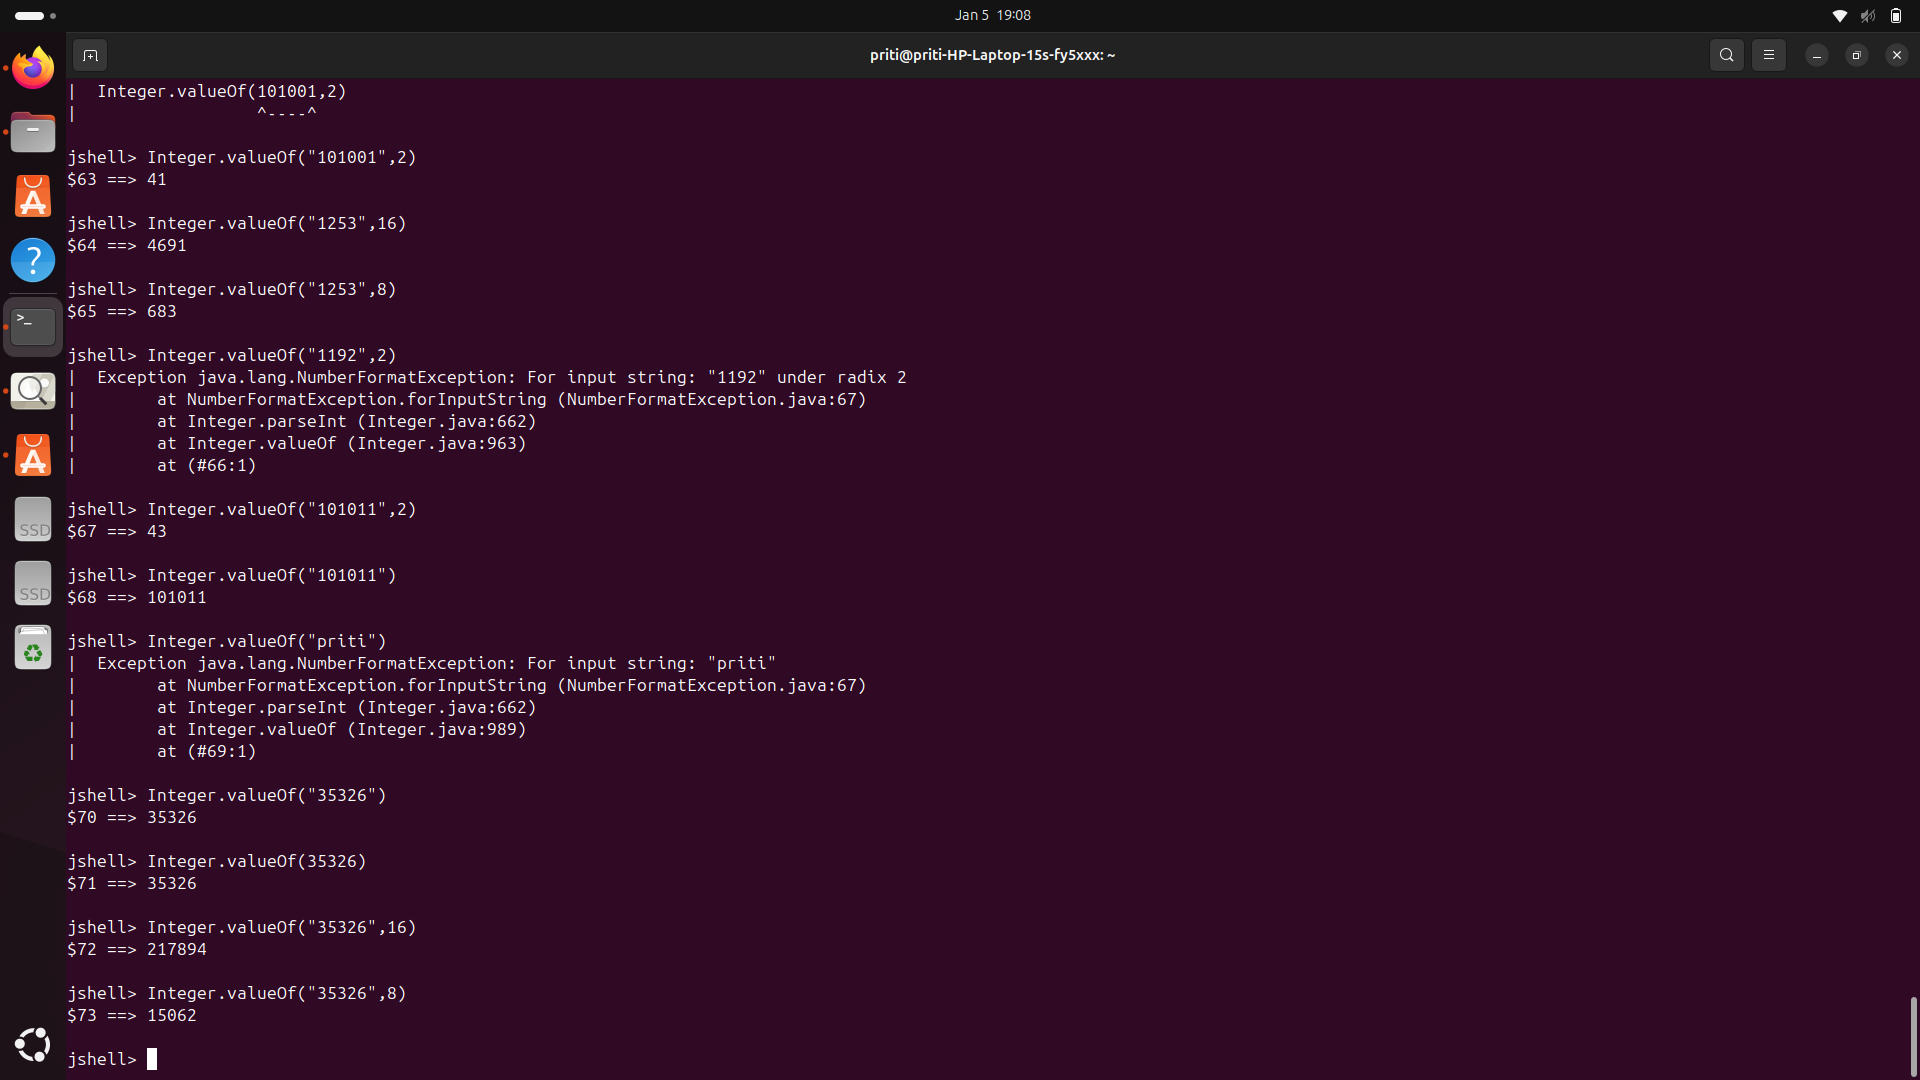 Jan 5 19:08
priti@priti-HP-Laptop-15s-fy5xxx: ~
|  Integer.valueOf(101001,2)
|                  ^----^
jshell> Integer.valueOf("101001",2)
$63 ==> 41
jshell> Integer.valueOf("1253",16)
$64 ==> 4691
jshell> Integer.valueOf("1253",8)
$65 ==> 683
jshell> Integer.valueOf("1192",2)
|  Exception java.lang.NumberFormatException: For input string: "1192" under radix 2
|        at NumberFormatException.forInputString (NumberFormatException.java:67)
|        at Integer.parseInt (Integer.java:662)
|        at Integer.valueOf (Integer.java:963)
|        at (#66:1)
jshell> Integer.valueOf("101011",2)
$67 ==> 43
jshell> Integer.valueOf("101011")
$68 ==> 101011
jshell> Integer.valueOf("priti")
|  Exception java.lang.NumberFormatException: For input string: "priti"
|        at NumberFormatException.forInputString (NumberFormatException.java:67)
|        at Integer.parseInt (Integer.java:662)
|        at Integer.valueOf (Integer.java:989)
|        at (#69:1)
jshell> Integer.valueOf("35326")
$70 ==> 35326
jshell> Integer.valueOf(35326)
$71 ==> 35326
jshell> Integer.valueOf("35326",16)
$72 ==> 217894
jshell> Integer.valueOf("35326",8)
$73 ==> 15062
jshell>
SSD
SSD